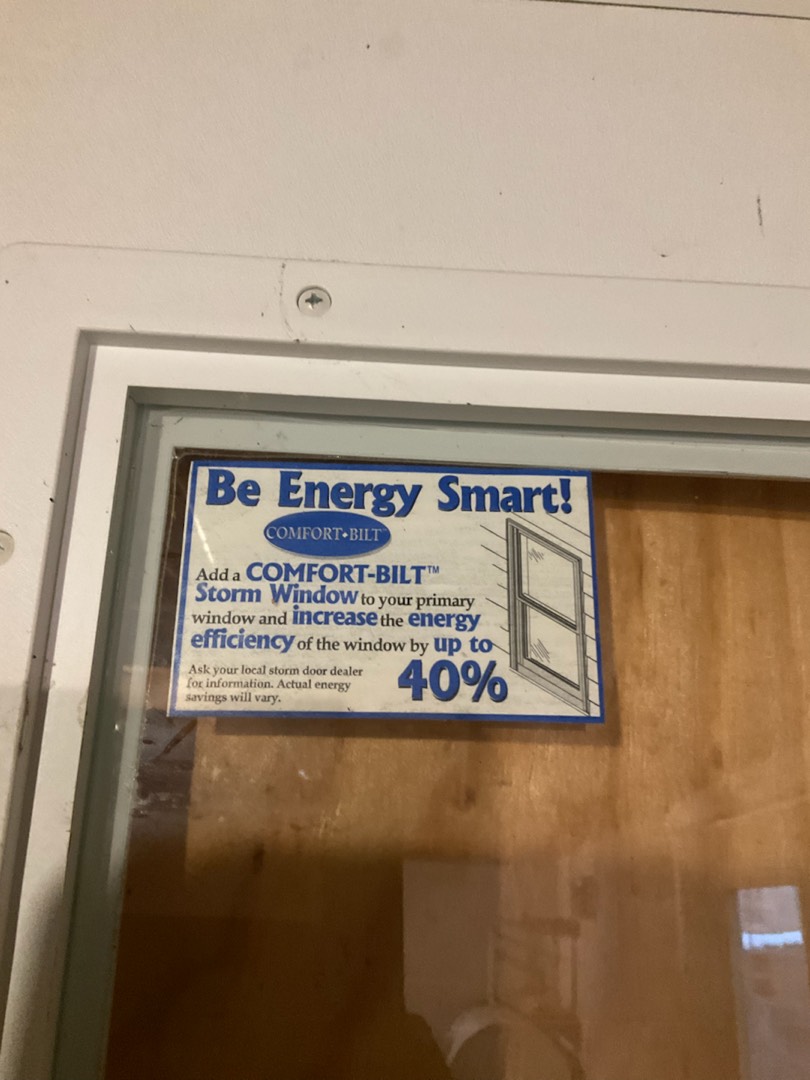 Be Energy Smart!
COMFORT•BILT™
Add a COMFORT-BILT™
Storm Window to your primary
window and increase the energy
efficiency of the window by up to
40%
Ask your local storm door dealer
for information. Actual energy
savings will vary.